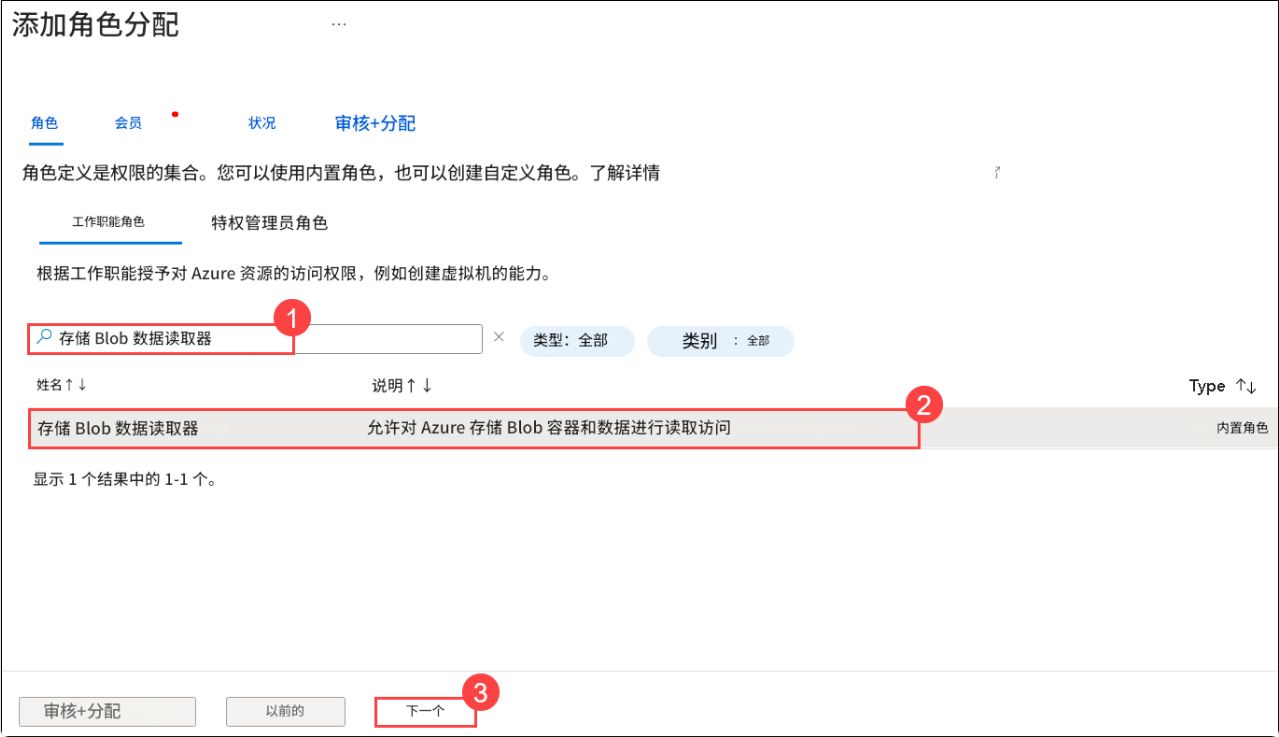 添加角色分配 ...
角色 会员 状况 审核+分配
角色定义是权限的集合。您可以使用内置角色，也可以创建自定义角色。了解详情
工作职能角色 特权管理员角色
根据工作职能授予对 Azure 资源的访问权限，例如创建虚拟机的能力。
1
存储 Blob 数据读取器 × 类型：全部 类别 : 全部
姓名↑↓ 说明↑↓ Type ↑↓
2
存储 Blob 数据读取器 允许对 Azure 存储 Blob 容器和数据进行读取访问 内置角色
显示 1 个结果中的 1-1 个。
3
审核+分配 以前的 下一个